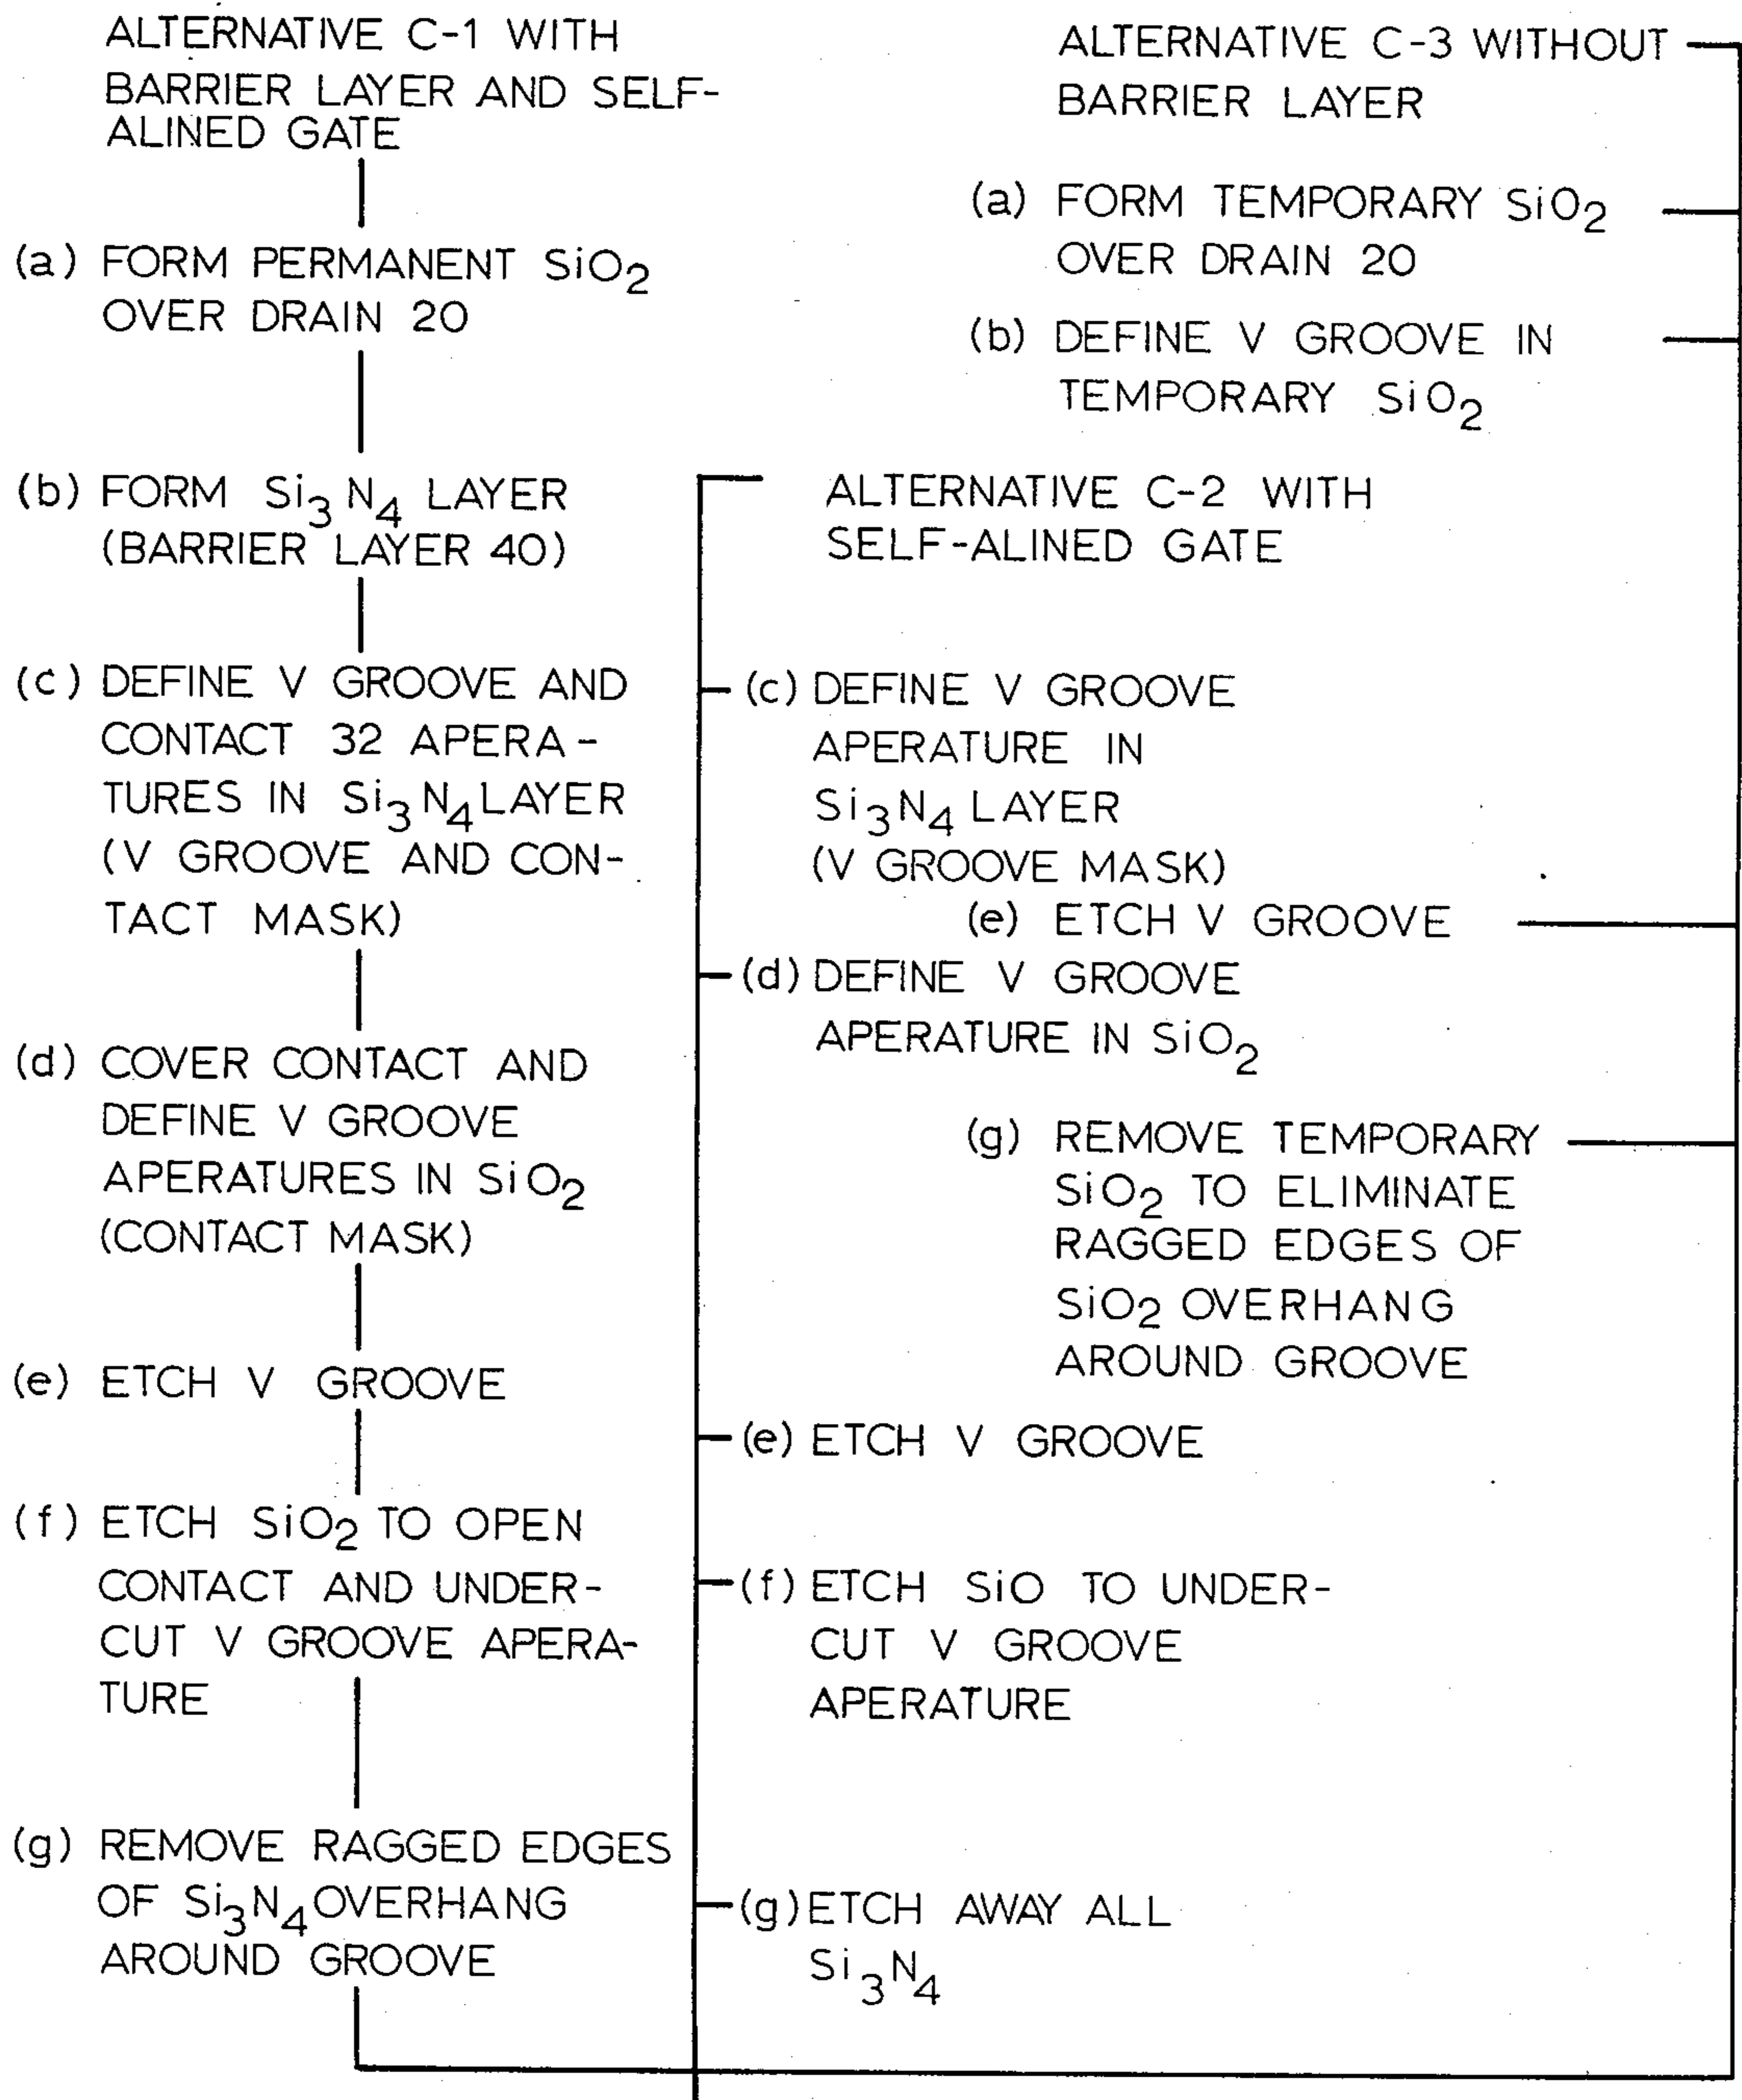 ALTERNATIVE C-1 WITH
BARRIER LAYER AND SELF-
ALINED GATE
(a) FORM PERMANENT SiO2
OVER DRAIN 20
(b) FORM Si3N4 LAYER
(BARRIER LAYER 40)
(c) DEFINE V GROOVE AND
CONTACT 32 APERA-
TURES IN Si3N4 LAYER
(V GROOVE AND CON-
TACT MASK)
(d) COVER CONTACT AND
DEFINE V GROOVE
APERATURES IN SiO2
(CONTACT MASK)
(e) ETCH V GROOVE
(f) ETCH SiO2 TO OPEN
CONTACT AND UNDER-
CUT V GROOVE APERA-
TURE
(g) REMOVE RAGGED EDGES
OF Si3N4 OVERHANG
AROUND GROOVE
ALTERNATIVE C-2 WITH
SELF-ALINED GATE
(c) DEFINE V GROOVE
APERATURE IN
Si3N4 LAYER
(V GROOVE MASK)
(d) DEFINE V GROOVE
APERATURE IN SiO2
(e) ETCH V GROOVE
(f) ETCH SiO TO UNDER-
CUT V GROOVE
APERATURE
(g) ETCH AWAY ALL
Si3N4
ALTERNATIVE C-3 WITHOUT
BARRIER LAYER
(a) FORM TEMPORARY SiO2
OVER DRAIN 20
(b) DEFINE V GROOVE IN
TEMPORARY SiO2
(e) ETCH V GROOVE
(g) REMOVE TEMPORARY
SiO2 TO ELIMINATE
RAGGED EDGES OF
SiO2 OVERHANG
AROUND GROOVE